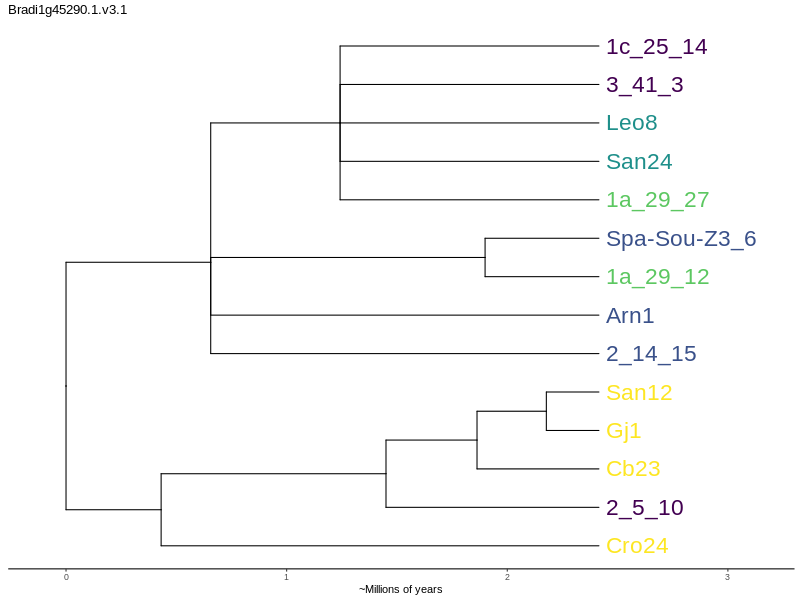 Bradi1g45290.1.v3.1
1c_25_14
3_41_3
Leo8
San24
1a_29_27
Spa-Sou-Z3_6
1a_29_12
Arn1
2_14_15
San12
Gj1
Cb23
2_5_10
Cro24
0 1 2 3
~Millions of years